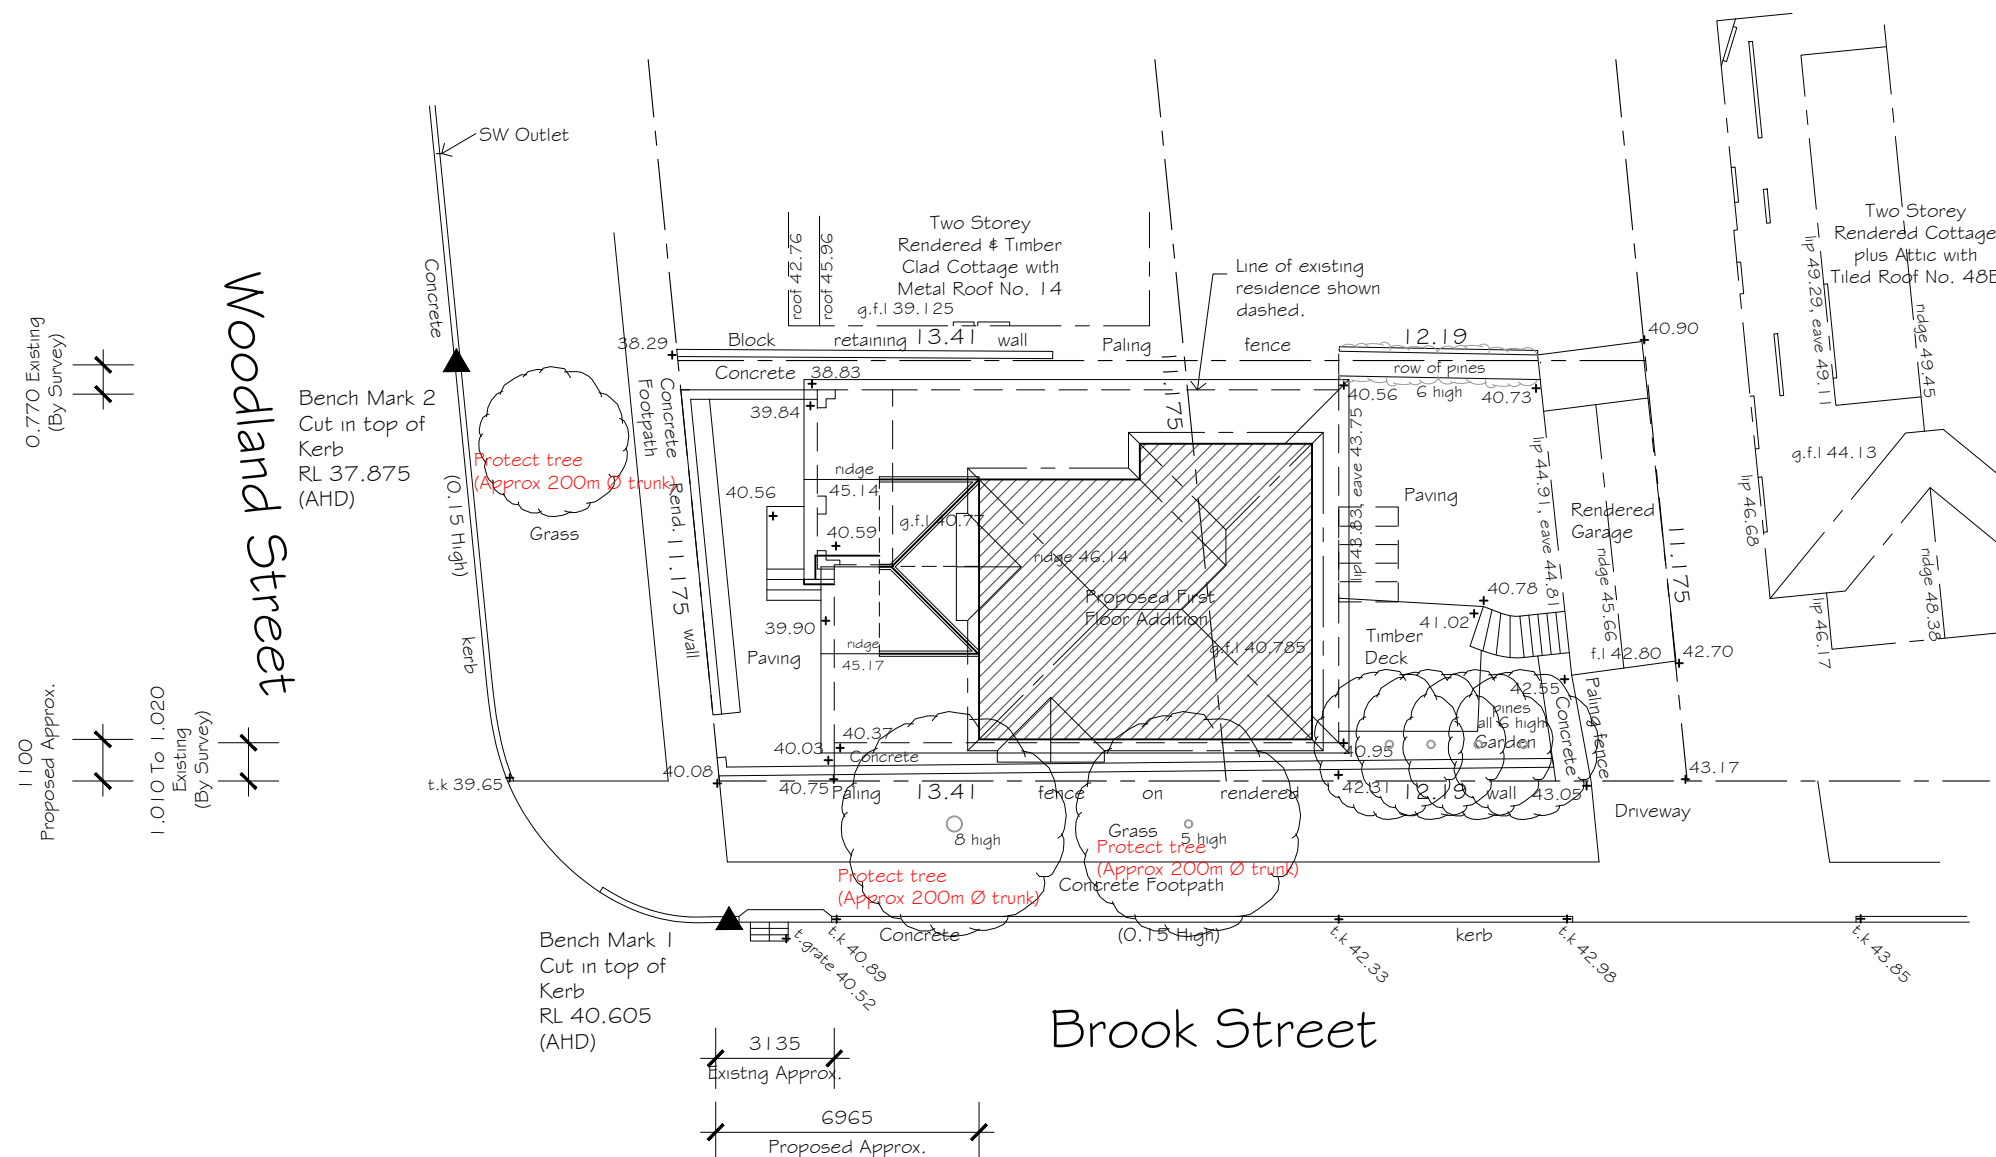 SW Outlet
Concrete
(0.15 High)
kerb
Woodland Street
0.770 Existing
(By Survey)
1100
Proposed Approx.
1.010 To 1.020
Existing
(By Survey)
Bench Mark 2
Cut in top of
Kerb
RL 37.875
(AHD)
Protect tree
(Approx 200m Ø trunk)
Grass
Concrete
Footpath
Rend.
11.175
wall
Two Storey
Rendered & Timber
Clad Cottage with
Metal Roof No. 14
roof 42.76
roof 45.96
g.f.l 39.125
Line of existing
residence shown
dashed.
Two Storey
Rendered Cottage
plus Attic with
Tiled Roof No. 48B
lip 49.29, eave 49.11
ridge 49.45
g.f.l 44.13
lip 46.68
lip 46.17
ridge 48.38
38.29
Block
retaining
13.41
wall
Paling
fence
12.19
40.90
Concrete
38.83
11.175
row of pines
6 high
40.56
40.73
39.84
ridge
45.14
40.56
g.f.l 40.77
40.59
ridge 46.14
Proposed First
Floor Addition
g.f.l 40.785
39.90
Paving
ridge
45.17
lip 43.83, eave 43.75
Paving
lip 44.91, eave 44.81
Rendered
Garage
ridge 45.66
11.175
40.78
41.02
Timber
Deck
f.l 42.80
42.70
42.55
pines
all 6 high
Garden
Concrete
Paling fence
40.03
40.37
Concrete
40.95
t.k 39.65
40.08
40.75
Paling
13.41
fence
on
rendered
42.31
12.19
wall
43.05
43.17
Driveway
8 high
Grass
5 high
Protect tree
(Approx 200m Ø trunk)
Protect tree
(Approx 200m Ø trunk)
Concrete Footpath
Concrete
(0.15 High)
kerb
t.k 40.89
t.grate 40.52
t.k 42.33
t.k 42.98
t.k 43.85
Bench Mark 1
Cut in top of
Kerb
RL 40.605
(AHD)
Brook Street
3135
Existng Approx.
6965
Proposed Approx.